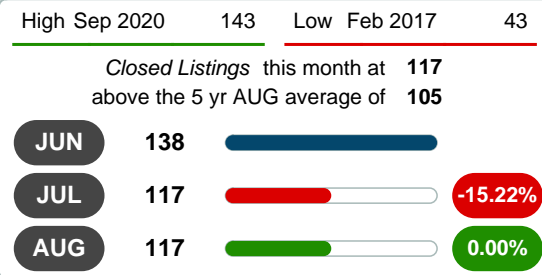 High Sep 2020 143 Low Feb 2017 43
Closed Listings this month at 117
above the 5 yr AUG average of 105
JUN 138
JUL 117 -15.22%
AUG 117 0.00%